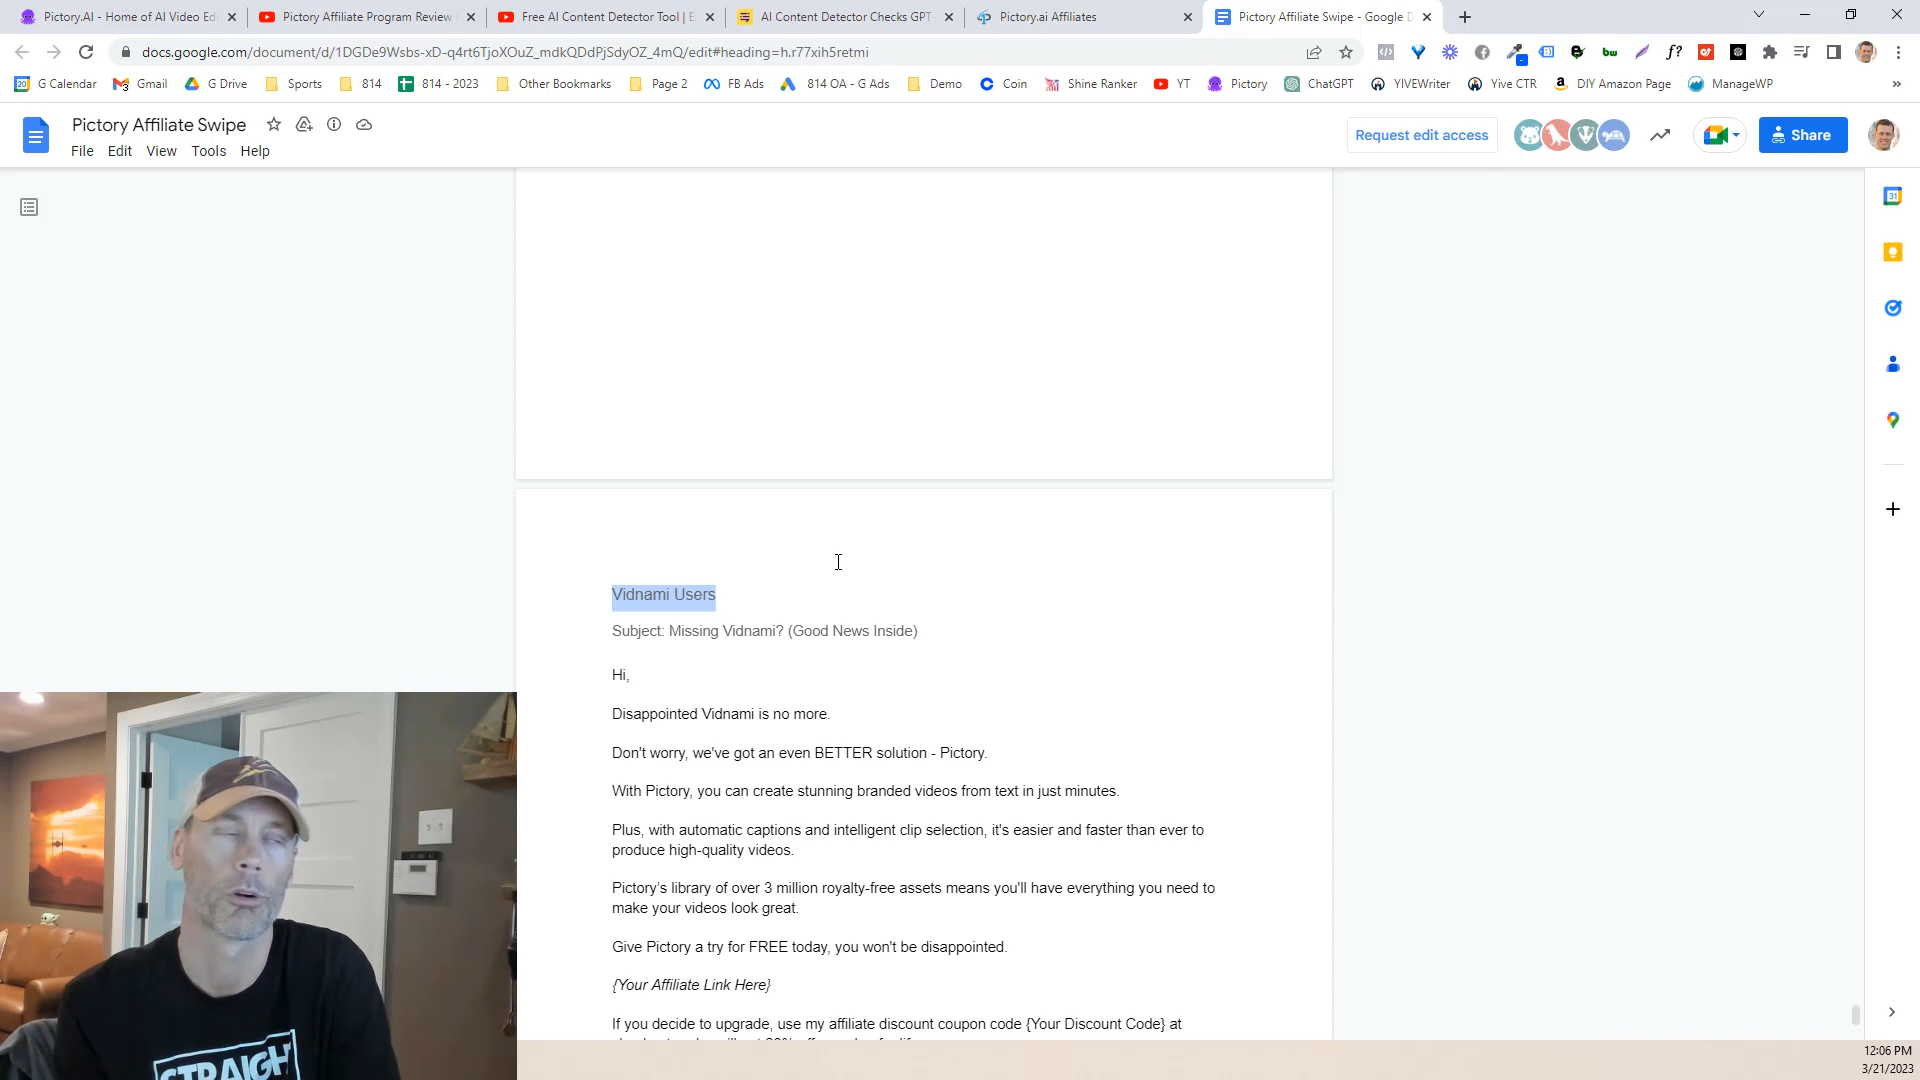 Pictory.AI - Home of AI Video Edi
Pictory Affiliate Program Review
Free AI Content Detector Tool | E
AI Content Detector Checks GPT-
Pictory.ai Affiliates
Pictory Affiliate Swipe - Google D
docs.google.com/document/d/1DGDe9Wsbs-xD-q4rt6TjoXOuZ_mdkQDdPjSdyOZ_4mQ/edit#heading=h.r77xih5retmi
f?
bw
G Calendar
Gmail
G Drive
Sports
814
814 - 2023
Other Bookmarks
Page 2
FB Ads
814 OA - G Ads
Demo
Coin
Shine Ranker
YT
Pictory
ChatGPT
YIVEWriter
Yive CTR
DIY Amazon Page
ManageWP
Pictory Affiliate Swipe
File Edit View Tools Help
Request edit access
Share
31
Vidnami Users
Subject: Missing Vidnami? (Good News Inside)
Hi,
Disappointed Vidnami is no more.
Don't worry, we've got an even BETTER solution - Pictory.
With Pictory, you can create stunning branded videos from text in just minutes.
Plus, with automatic captions and intelligent clip selection, it's easier and faster than ever to
produce high-quality videos.
Pictory's library of over 3 million royalty-free assets means you'll have everything you need to
make your videos look great.
Give Pictory a try for FREE today, you won't be disappointed.
{Your Affiliate Link Here}
If you decide to upgrade, use my affiliate discount coupon code {Your Discount Code} at
STRAIGHT
12:06 PM
3/21/2023